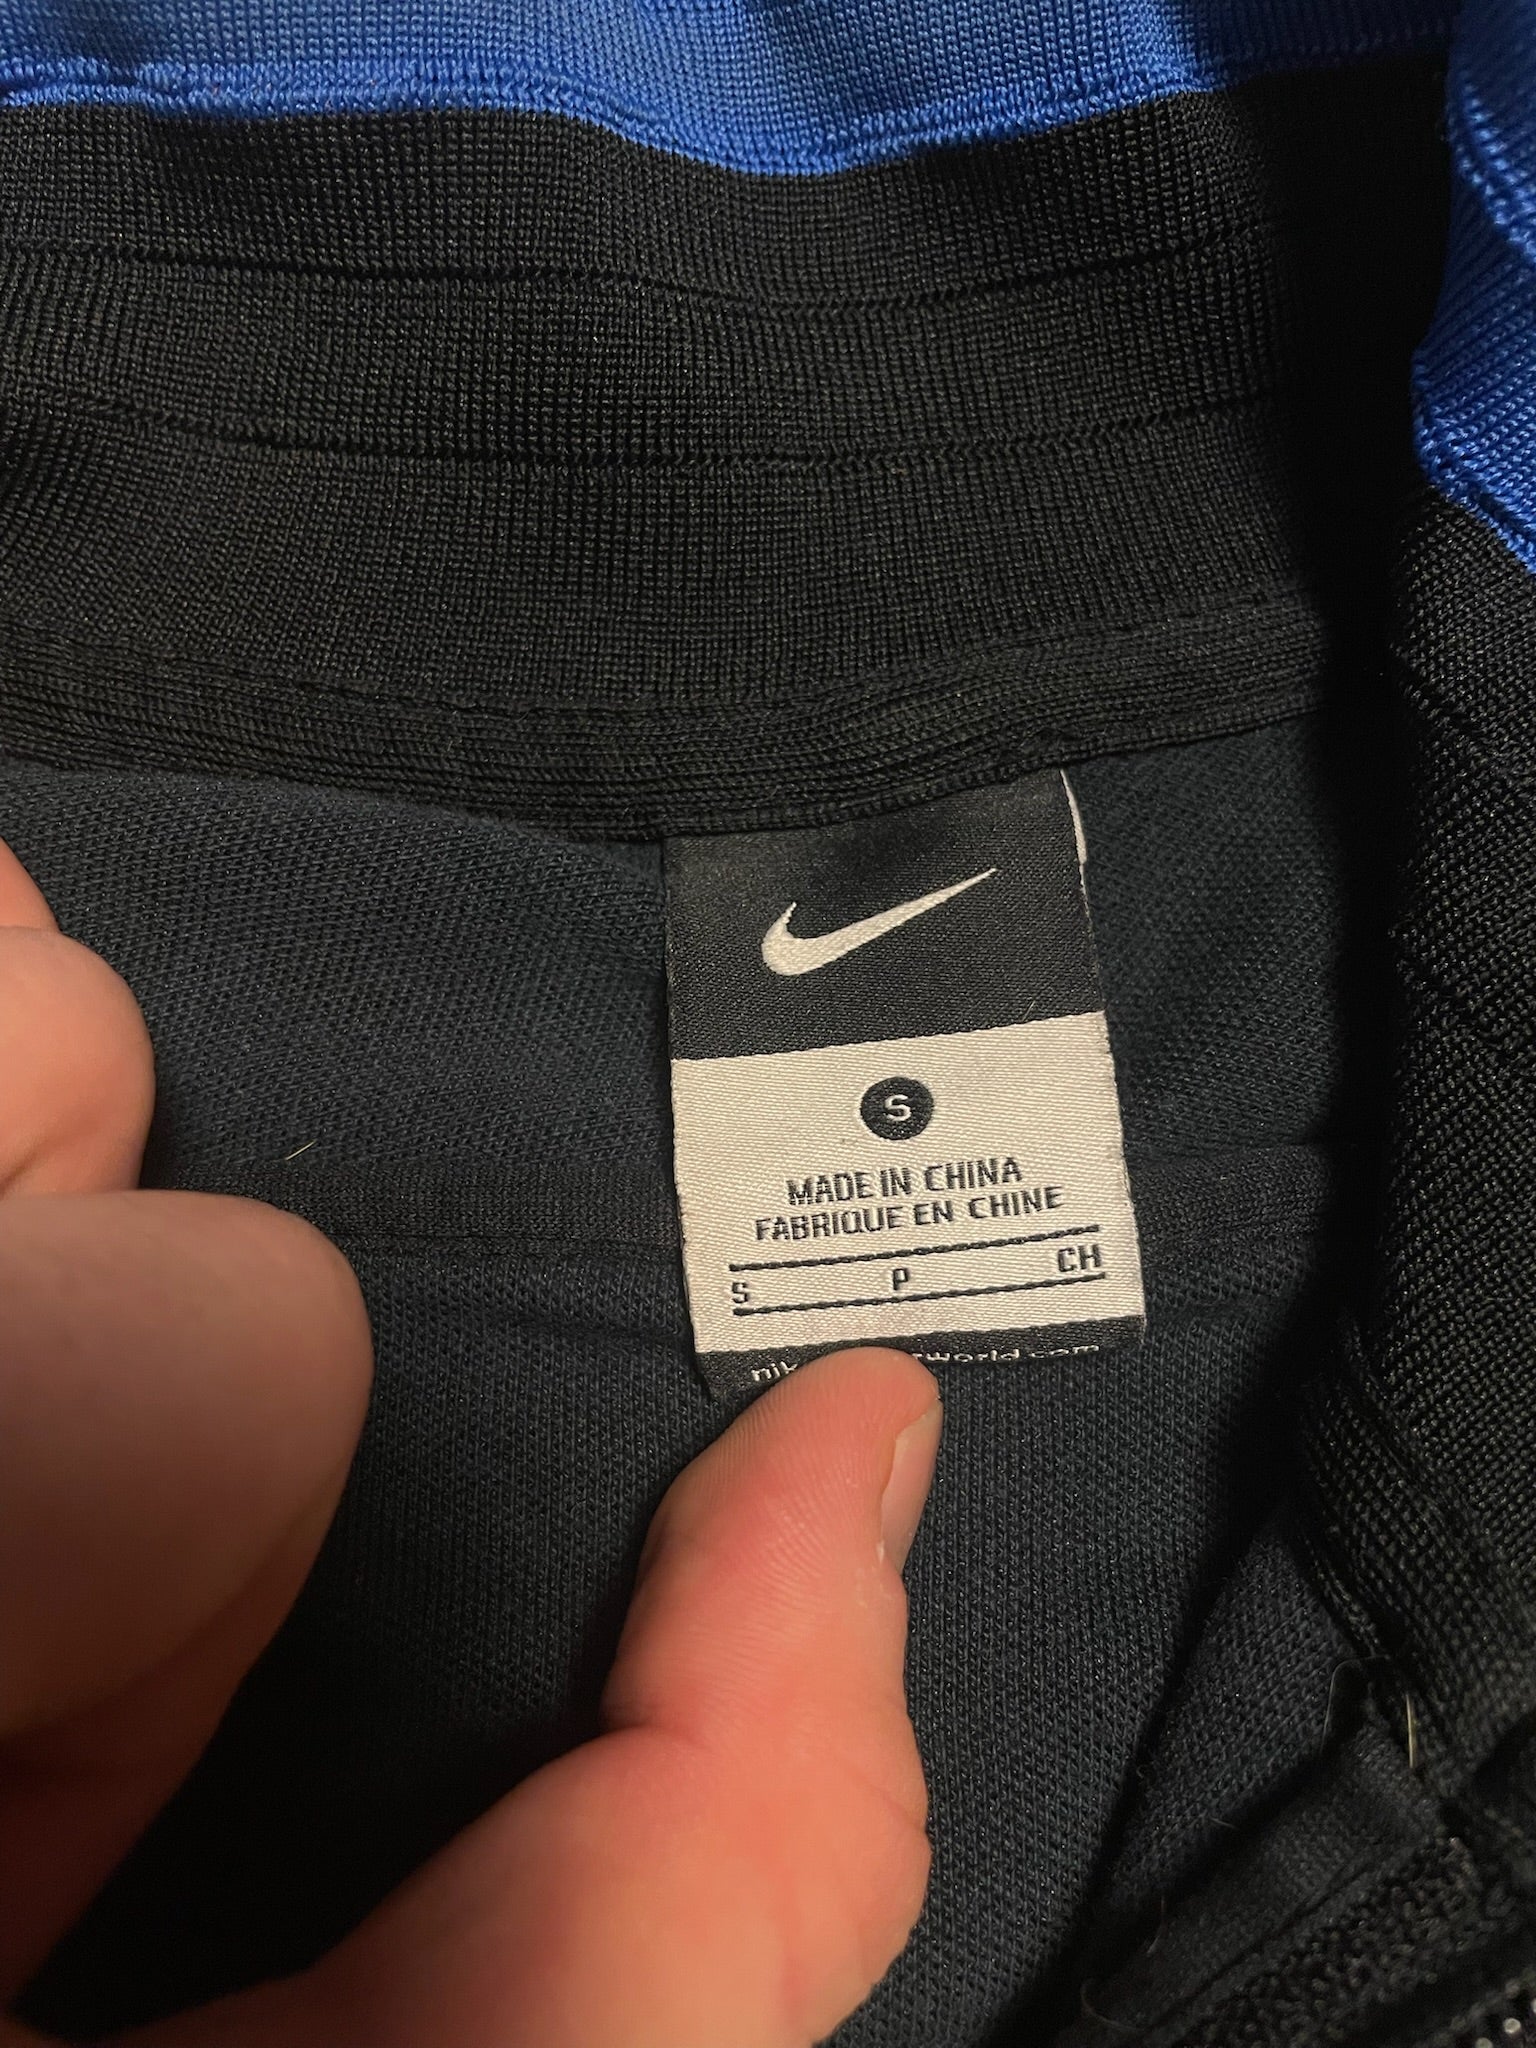 S
MADE IN CHINA
FABRIQUE EN CHINE
S P CH